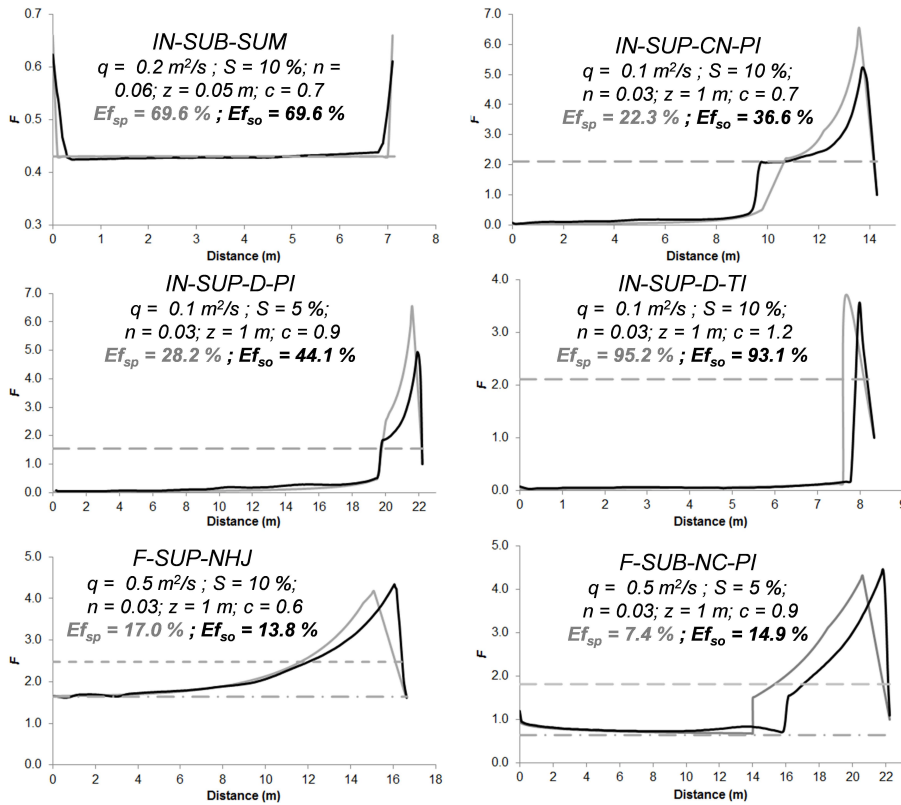 IN-SUB-SUM
q = 0.2 m²/s ; S = 10 %; n =
0.06; z = 0.05 m; c = 0.7
Ef_sp = 69.6 % ; Ef_so = 69.6 %
F
0.7
0.6
0.5
0.4
0.3
0 1 2 3 4 5 6 7 8
Distance (m)
IN-SUP-CN-PI
q = 0.1 m²/s ; S = 10 %;
n = 0.03; z = 1 m; c = 0.7
Ef_sp = 22.3 % ; Ef_so = 36.6 %
F
7.0
6.0
5.0
4.0
3.0
2.0
1.0
0.0
0 2 4 6 8 10 12 14
Distance (m)
IN-SUP-D-PI
q = 0.1 m²/s ; S = 5 %;
n = 0.03; z = 1 m; c = 0.9
Ef_sp = 28.2 % ; Ef_so = 44.1 %
F
7.0
6.0
5.0
4.0
3.0
2.0
1.0
0.0
0 2 4 6 8 10 12 14 16 18 20 22
Distance (m)
IN-SUP-D-TI
q = 0.1 m²/s ; S = 10 %;
n = 0.03; z = 1 m; c = 1.2
Ef_sp = 95.2 % ; Ef_so = 93.1 %
F
4.0
3.0
2.0
1.0
0.0
0 1 2 3 4 5 6 7 8 9
Distance (m)
F-SUP-NHJ
q = 0.5 m²/s ; S = 10 %;
n = 0.03; z = 1 m; c = 0.6
Ef_sp = 17.0 % ; Ef_so = 13.8 %
F
5.0
4.0
3.0
2.0
1.0
0.0
0 2 4 6 8 10 12 14 16 18
Distance (m)
F-SUB-NC-PI
q = 0.5 m²/s ; S = 5 %;
n = 0.03; z = 1 m; c = 0.9
Ef_sp = 7.4 % ; Ef_so = 14.9 %
F
5.0
4.0
3.0
2.0
1.0
0.0
0 2 4 6 8 10 12 14 16 18 20 22
Distance (m)